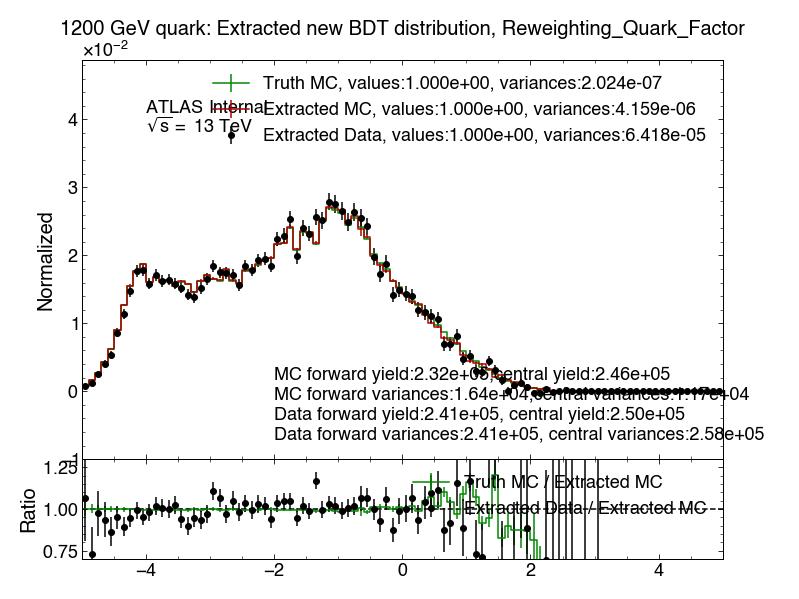 1200 GeV quark: Extracted new BDT distribution, Reweighting_Quark_Factor
×10⁻²
Truth MC, values:1.000e+00, variances:2.024e-07
ATLAS Internal
Extracted MC, values:1.000e+00, variances:4.159e-06
√s = 13 TeV
Extracted Data, values:1.000e+00, variances:6.418e-05
4
3
2
1
0
Normalized
MC forward yield:2.32e+05, central yield:2.46e+05
MC forward variances:1.64e+04, central variances:1.17e+04
Data forward yield:2.41e+05, central yield:2.50e+05
Data forward variances:2.41e+05, central variances:2.58e+05
1.25
1.00
0.75
Ratio
Truth MC / Extracted MC
Extracted Data / Extracted MC
−4 −2 0 2 4